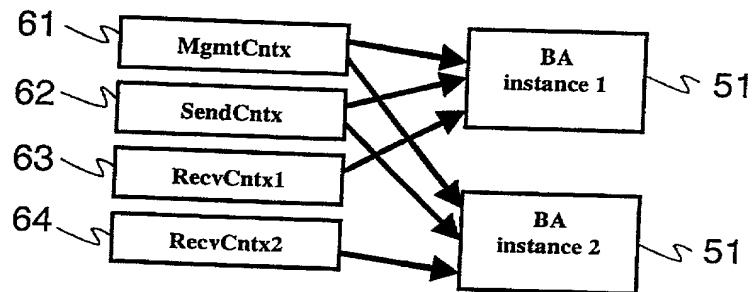 61
MgmtCntx
BA
instance 1
51
62
SendCntx
63
RecvCntx1
64
RecvCntx2
BA
instance 2
51